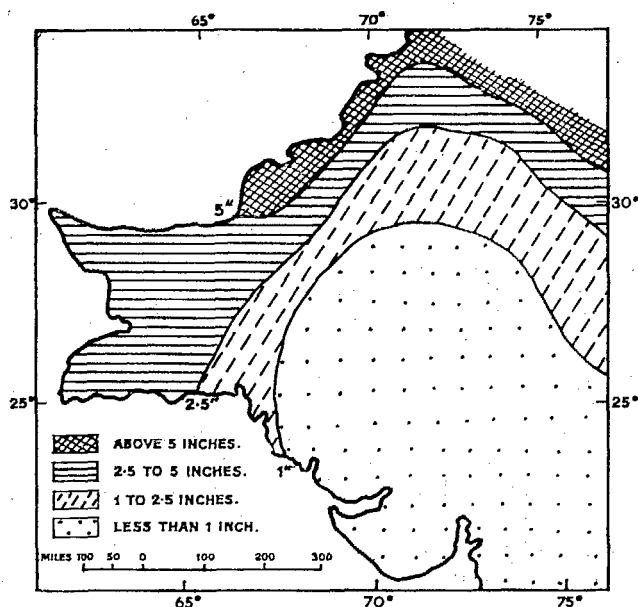 65° 70° 75°
5"
30° 30°
25° 2·5" 25°
1"
ABOVE 5 INCHES.
2·5 TO 5 INCHES.
1 TO 2·5 INCHES.
LESS THAN 1 INCH.
MILES 100 50 0 100 200 300
65° 70° 75°